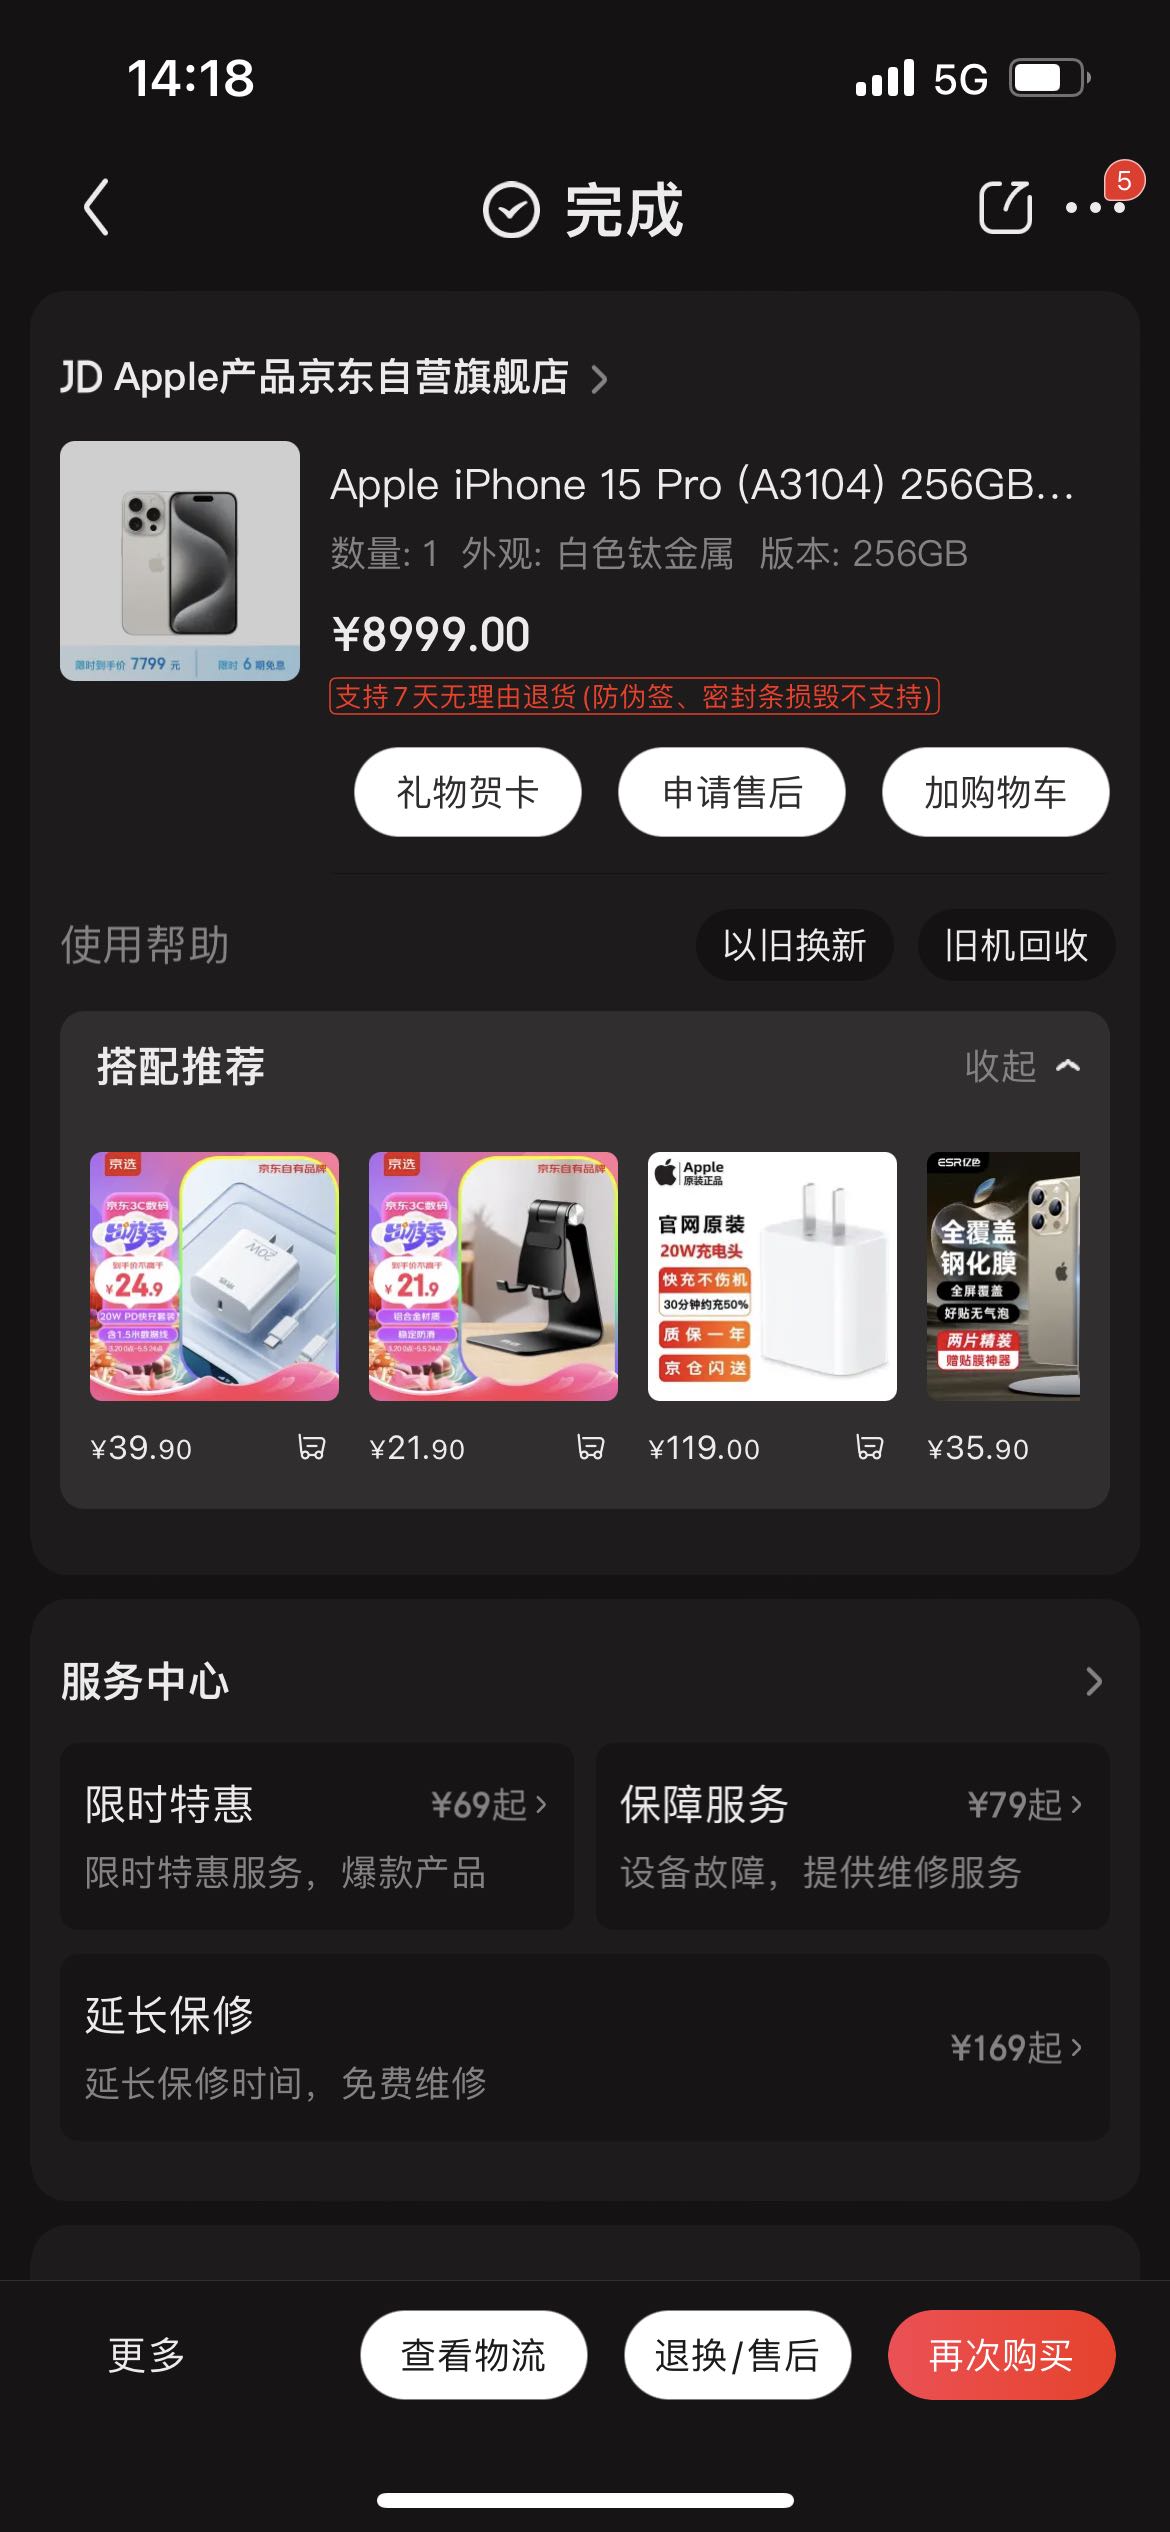 14:18
5G
完成
5
JD Apple产品京东自营旗舰店
Apple iPhone 15 Pro (A3104) 256GB...
数量: 1 外观: 白色钛金属 版本: 256GB
¥8999.00
限时到手价 7799 元 限时 6 期免息
支持7天无理由退货(防伪签、密封条损毁不支持)
礼物贺卡 申请售后 加购物车
使用帮助 以旧换新 旧机回收
搭配推荐 收起
京选 京东自有品牌
京东3C数码
出游季
到手价不高于
¥24.9
20W PD快充套装
含1.5米数据线
20W
京选 京东自有品牌
京东3C数码
出游季
到手价不高于
¥21.9
铝合金材质
稳定防滑
Apple
原装正品
官网原装
20W充电头
快充不伤机
30分钟约充50%
质保一年
京仓闪送
ESR亿色
全覆盖
钢化膜
全屏覆盖
好贴无气泡
两片精装
赠贴膜神器
¥39.90 ¥21.90 ¥119.00 ¥35.90
服务中心
限时特惠 ¥69起
限时特惠服务，爆款产品
保障服务 ¥79起
设备故障，提供维修服务
延长保修
¥169起
延长保修时间，免费维修
更多 查看物流 退换/售后 再次购买